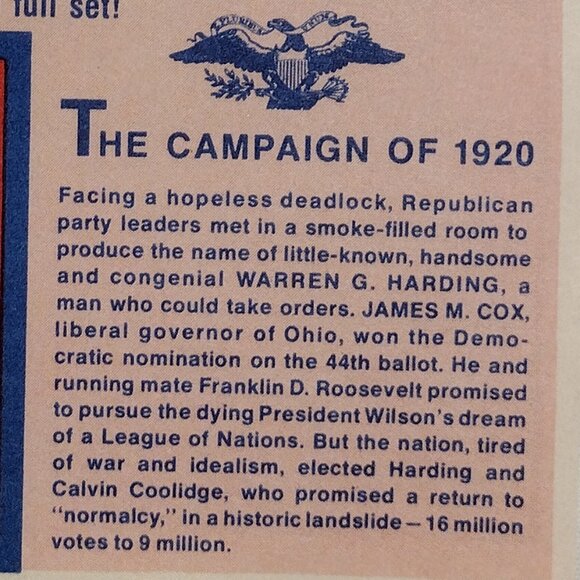 full set!
E PLURIBUS UNUM
THE CAMPAIGN OF 1920
Facing a hopeless deadlock, Republican
party leaders met in a smoke-filled room to
produce the name of little-known, handsome
and congenial WARREN G. HARDING, a
man who could take orders. JAMES M. COX,
liberal governor of Ohio, won the Demo-
cratic nomination on the 44th ballot. He and
running mate Franklin D. Roosevelt promised
to pursue the dying President Wilson's dream
of a League of Nations. But the nation, tired
of war and idealism, elected Harding and
Calvin Coolidge, who promised a return to
"normalcy," in a historic landslide — 16 million
votes to 9 million.